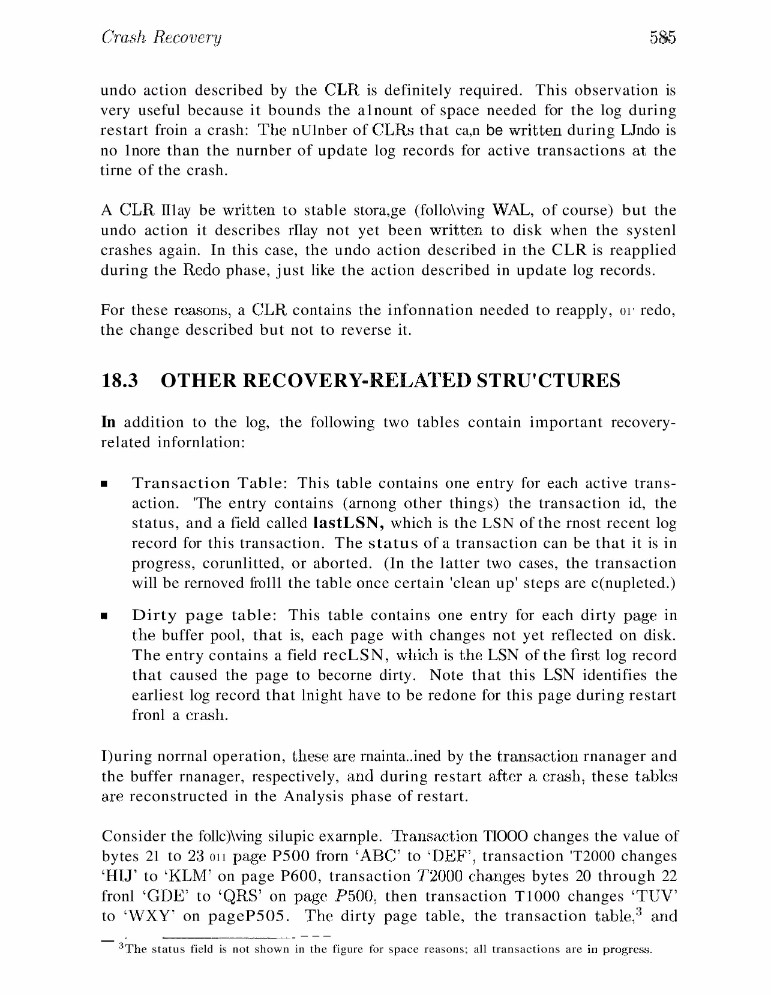 Crash Recovery 585
undo action described by the CLR is definitely required. This observation is
very useful because it bounds the a1nount of space needed for the log during
restart froin a crash: The nUlnber of CLRs that ca,n be written during LJndo is
no 1nore than the nurnber of update log records for active transactions at the
tirne of the crash.
A CLR IIlay be written to stable stora,ge (follo\ving WAL, of course) but the
undo action it describes rIlay not yet been written to disk when the systenl
crashes again. In this case, the undo action described in the CLR is reapplied
during the Redo phase, just like the action described in update log records.
For these reasons, a CLR contains the infonnation needed to reapply, 01' redo,
the change described but not to reverse it.
18.3 OTHER RECOVERY-RELATED STRU'CTURES
In addition to the log, the following two tables contain important recovery-
related infornlation:
■ Transaction Table: This table contains one entry for each active trans-
action. 'The entry contains (arnong other things) the transaction id, the
status, and a field called lastLSN, which is the LSN of the rnost recent log
record for this transaction. The status of a transaction can be that it is in
progress, corunlitted, or aborted. (In the latter two cases, the transaction
will be rernoved frolll the table once certain 'clean up' steps are c(nupleted.)
■ Dirty page table: This table contains one entry for each dirty page in
the buffer pool, that is, each page with changes not yet reflected on disk.
The entry contains a field recLSN, which is the LSN of the first log record
that caused the page to becorne dirty. Note that this LSN identifies the
earliest log record that lnight have to be redone for this page during restart
fronl a crash.
I)uring norrnal operation, these are rnainta..ined by the transaction rnanager and
the buffer rnanager, respectively, and during restart after a crash, these tables
are reconstructed in the Analysis phase of restart.
Consider the follc)\ving silupic exarnple. Transaction TlOOO changes the value of
bytes 21 to 23 011 page P500 frorn 'ABC' to 'DEF', transaction 'T2000 changes
'HIJ' to 'KLM' on page P600, transaction T2000 changes bytes 20 through 22
fronl 'GDE' to 'QRS' on page P500, then transaction T1000 changes 'TUV'
to 'WXY' on pageP505. The dirty page table, the transaction table,3 and
3The status field is not shown in the figure for space reasons; all transactions are in progress.